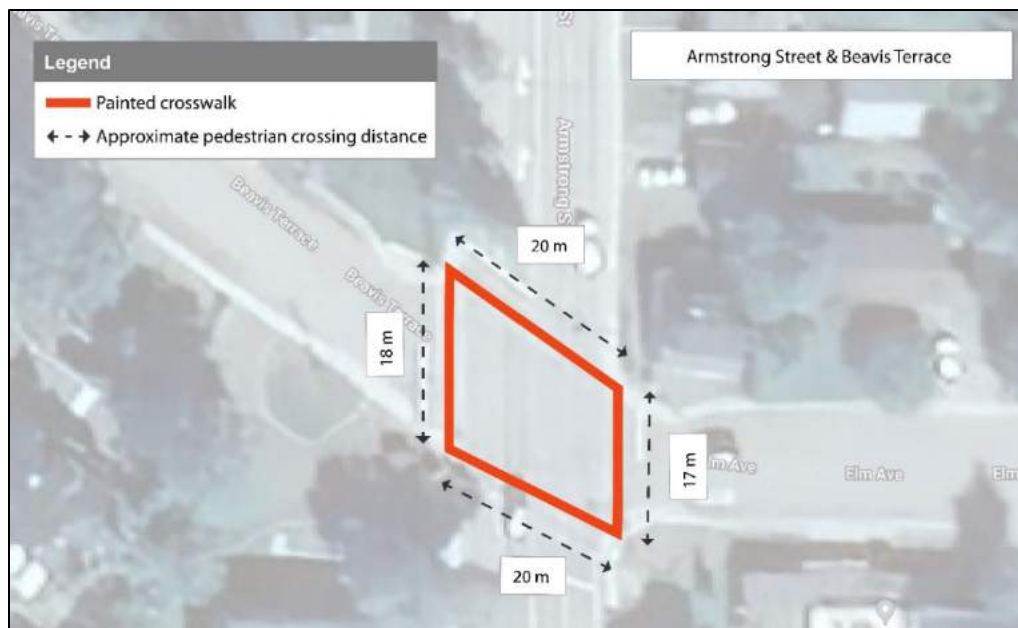 Legend
Painted crosswalk
Approximate pedestrian crossing distance
Armstrong Street & Beavis Terrace
St
Beavis Terrace
Armstrong S
20 m
Beavis Terrace
18 m
17 m
m Ave
Elm Ave
Elm
20 m